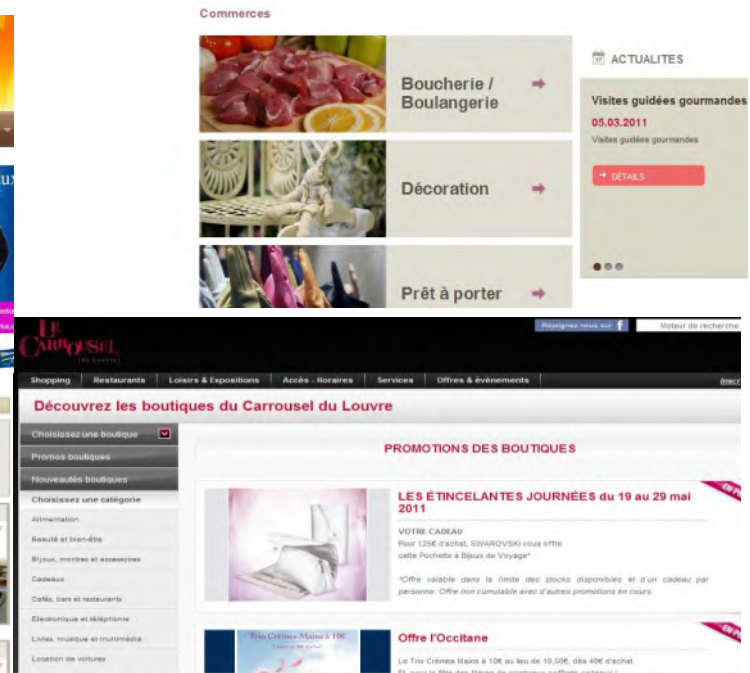 Commerces
Boucherie /
Boulangerie
Décoration
Prêt à porter
ACTUALITES
Visites guidées gourmandes
05.03.2011
Visites guidées gourmandes
DÉTAILS
LE
CARROUSEL
[du Louvre]
Rejoignez nous sur f
Moteur de recherche
Shopping
Restaurants
Loisirs & Expositions
Accès - Horaires
Services
Offres & évènements
Découvrez les boutiques du Carrousel du Louvre
Choisissez une boutique
Promos boutiques
Nouveautés boutiques
Choisissez une catégorie
Alimentation
Beauté et bien-être
Bijoux, montres et accessoires
Cadeaux
Cafés, bars et restaurants
Electronique et téléphonie
Livres, musique et multimédia
Location de voitures
PROMOTIONS DES BOUTIQUES
LES ÉTINCELANTES JOURNÉES du 19 au 29 mai
2011
VOTRE CADEAU
Pour 125€ d'achat, SWAROVSKI vous offre
cette Pochette à Bijoux de Voyage*
*Offre valable dans la limite des stocks disponibles et d'un cadeau par
personne. Offre non cumulable avec d'autres promotions en cours.
Trio Crèmes Mains à 10€
Offre l'Occitane
Le Trio Crèmes Mains à 10€ au lieu de 19,50€, dès 40€ d'achat.